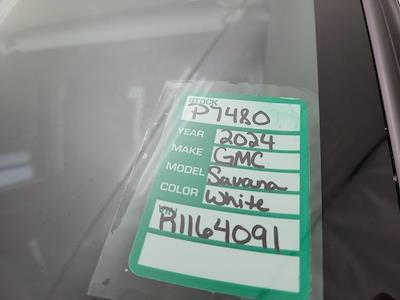 STOCK P7480
YEAR 2024
MAKE GMC
MODEL Savana
COLOR White
R1164091